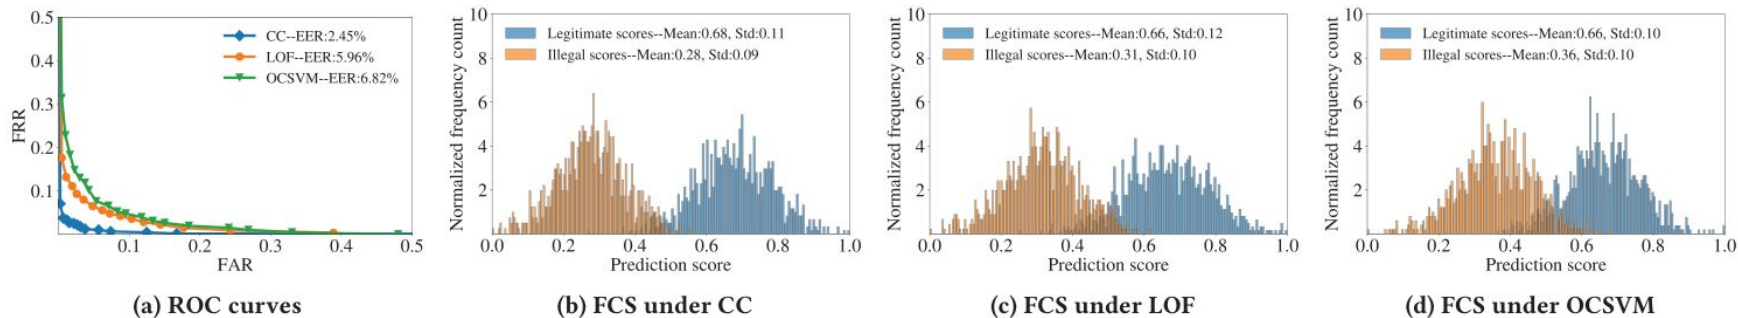 0.5
0.4
0.3
0.2
0.1
FRR
CC--EER:2.45%
LOF--EER:5.96%
OCSVM--EER:6.82%
0.1 0.2 0.3 0.4 0.5
FAR
(a) ROC curves
10
8
6
4
2
Normalized frequency count
Legitimate scores--Mean:0.68, Std:0.11
Illegal scores--Mean:0.28, Std:0.09
0.0 0.2 0.4 0.6 0.8 1.0
Prediction score
(b) FCS under CC
10
8
6
4
2
Normalized frequency count
Legitimate scores--Mean:0.66, Std:0.12
Illegal scores--Mean:0.31, Std:0.10
0.0 0.2 0.4 0.6 0.8 1.0
Prediction score
(c) FCS under LOF
10
8
6
4
2
Normalized frequency count
Legitimate scores--Mean:0.66, Std:0.10
Illegal scores--Mean:0.36, Std:0.10
0.0 0.2 0.4 0.6 0.8 1.0
Prediction score
(d) FCS under OCSVM